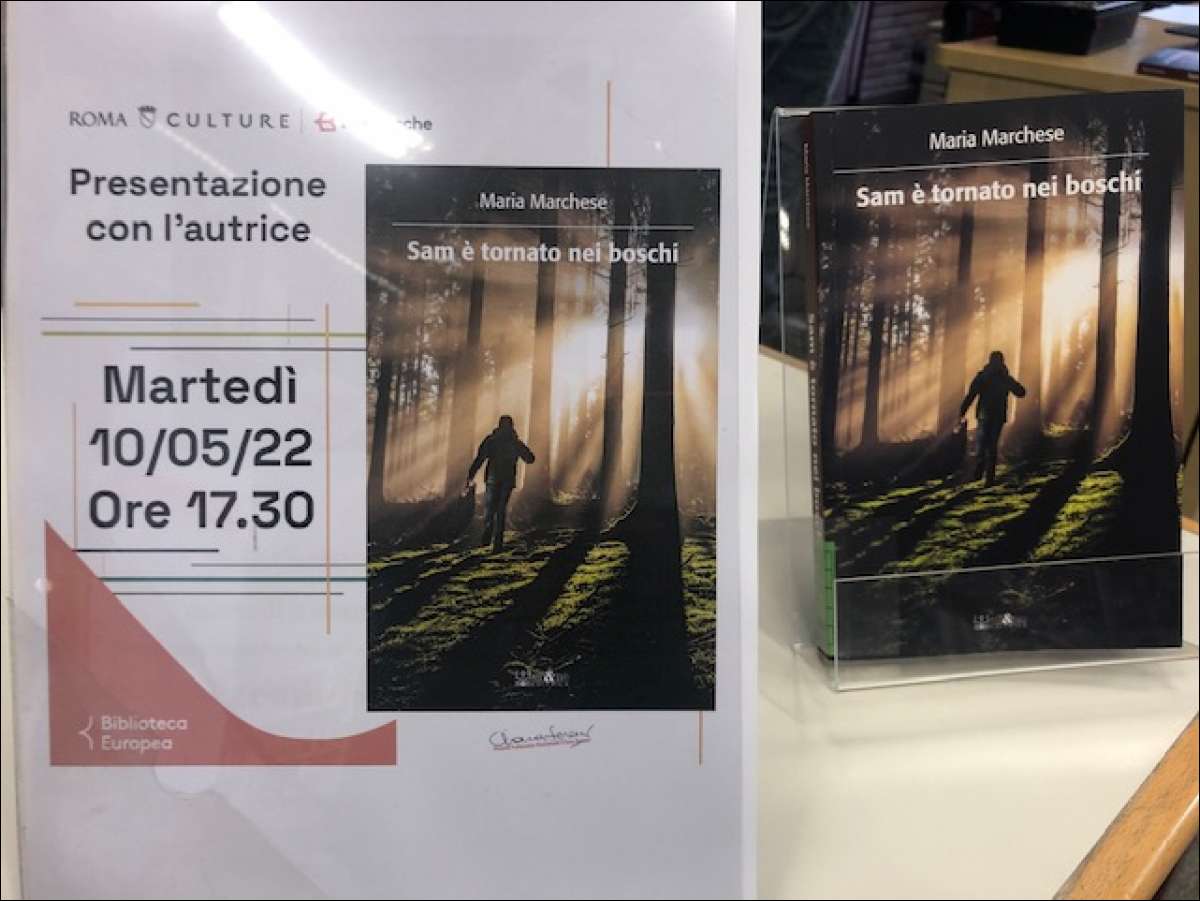 ROMA CULTURE
Presentazione
con l'autrice
Martedì
10/05/22
Ore 17.30
Biblioteca
Europea
Maria Marchese
Sam è tornato nei boschi
Maria Marchese
Sam è tornato nei boschi